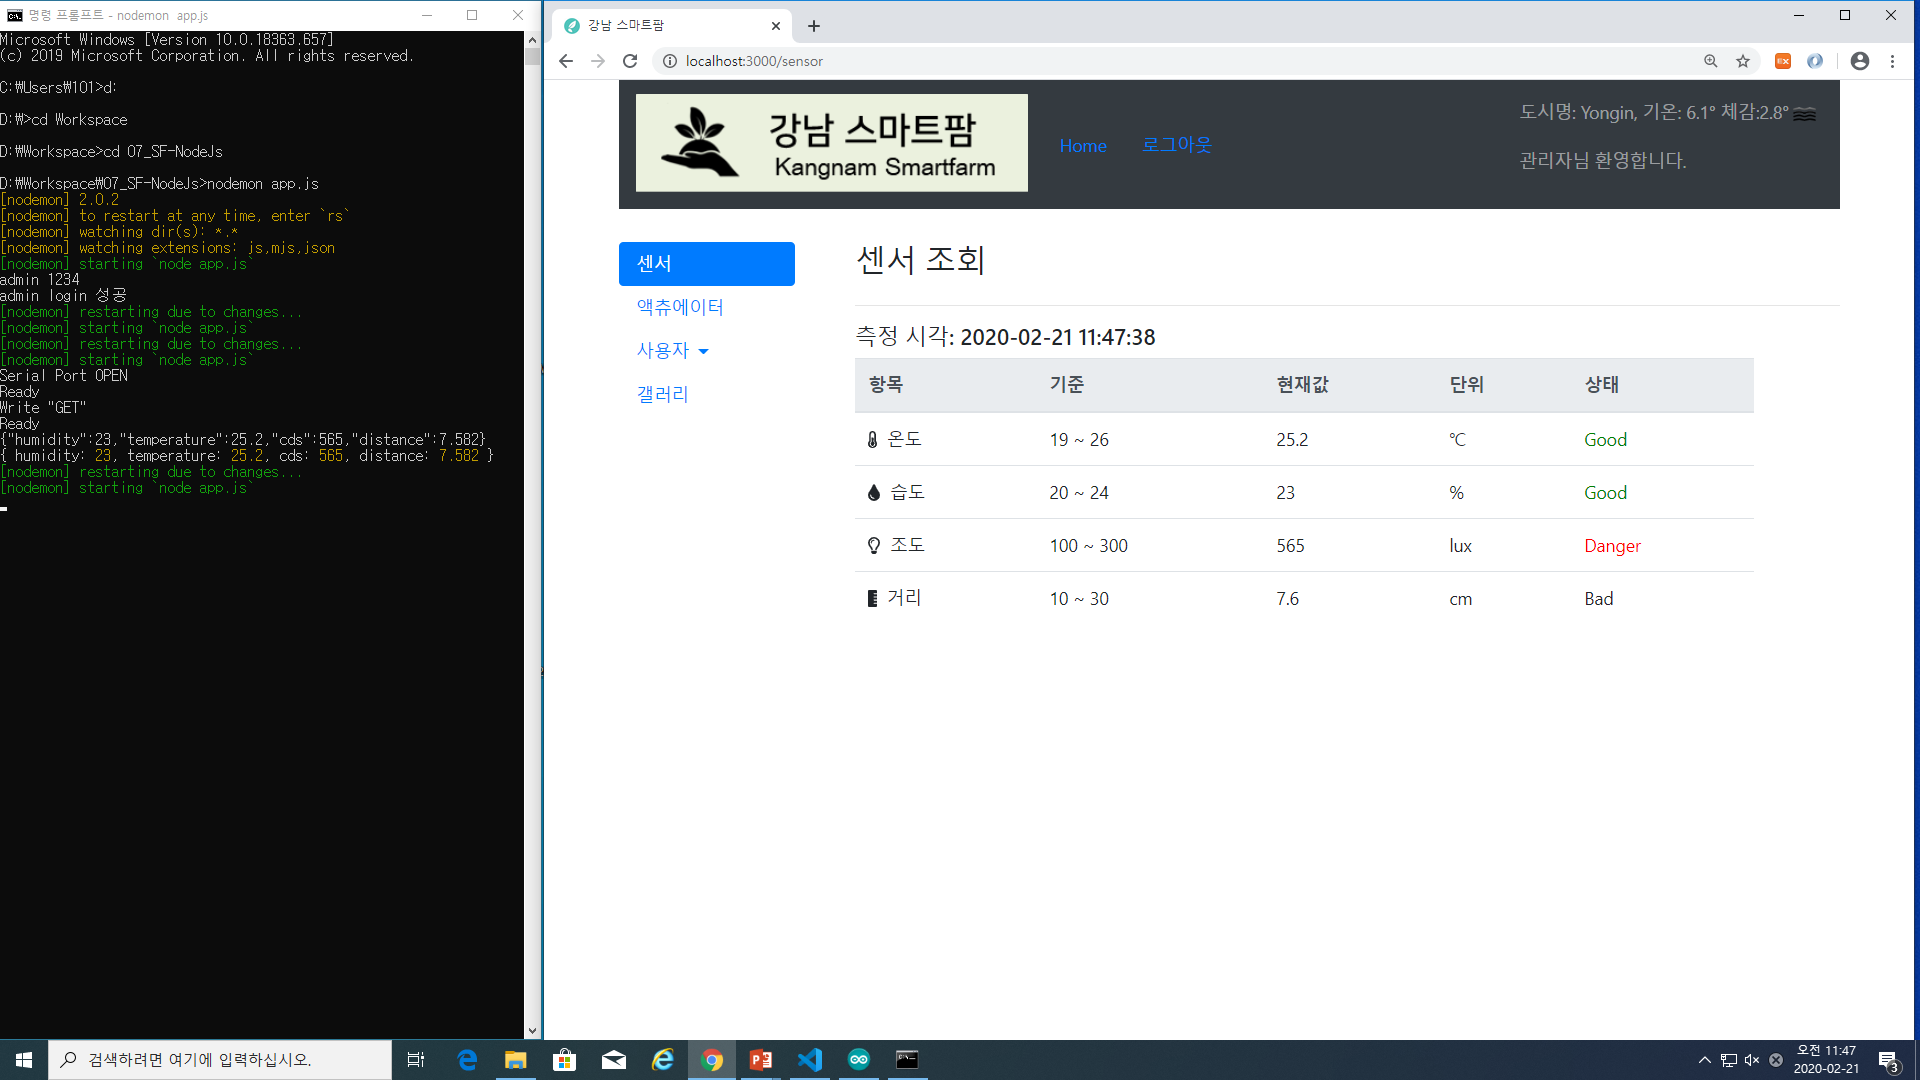 명령 프롬프트 - nodemon  app.js
Microsoft Windows [Version 10.0.18363.657]
(c) 2019 Microsoft Corporation. All rights reserved.
C:₩Users₩101>d:
D:₩>cd Workspace
D:₩Workspace>cd 07_SF-NodeJs
D:₩Workspace₩07_SF-NodeJs>nodemon app.js
[nodemon] 2.0.2
[nodemon] to restart at any time, enter `rs`
[nodemon] watching dir(s): *.*
[nodemon] watching extensions: js,mjs,json
[nodemon] starting `node app.js`
admin 1234
admin login 성공
[nodemon] restarting due to changes...
[nodemon] starting `node app.js`
[nodemon] restarting due to changes...
[nodemon] starting `node app.js`
Serial Port OPEN
Ready
Write "GET"
Ready
{"humidity":23,"temperature":25.2,"cds":565,"distance":7.582}
{ humidity: 23, temperature: 25.2, cds: 565, distance: 7.582 }
[nodemon] restarting due to changes...
[nodemon] starting `node app.js`
강남 스마트팜
localhost:3000/sensor
강남 스마트팜
Kangnam Smartfarm
Home 로그아웃
도시명: Yongin, 기온: 6.1° 체감:2.8°
관리자님 환영합니다.
센서
액츄에이터
사용자
갤러리
센서 조회
측정 시각: 2020-02-21 11:47:38
항목 기준 현재값 단위 상태
온도 19 ~ 26 25.2 ℃ Good
습도 20 ~ 24 23 % Good
조도 100 ~ 300 565 lux Danger
거리 10 ~ 30 7.6 cm Bad
검색하려면 여기에 입력하십시오.
오전 11:47
2020-02-21
3